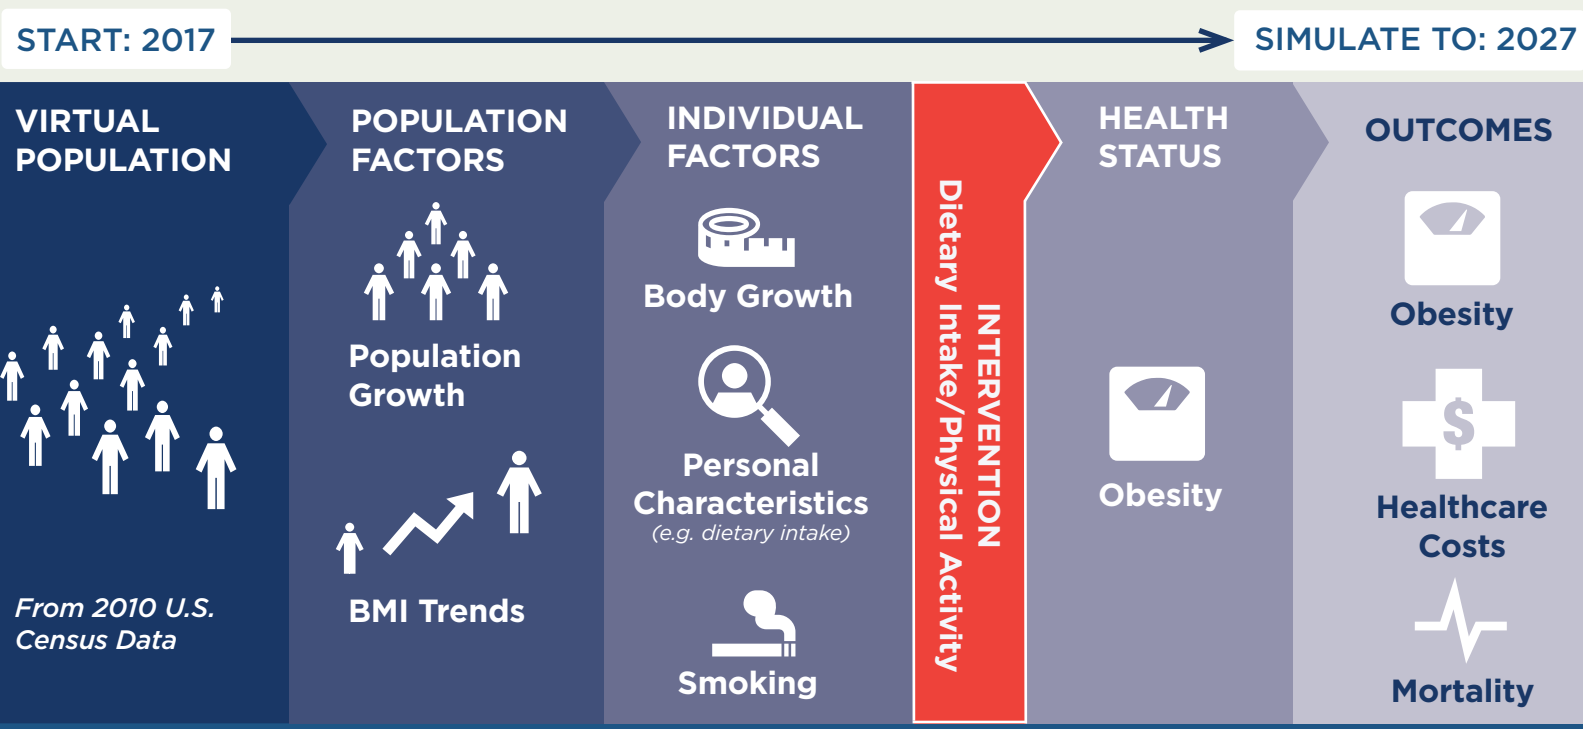 START: 2017
SIMULATE TO: 2027
VIRTUAL
POPULATION
From 2010 U.S.
Census Data
POPULATION
FACTORS
Population
Growth
BMI Trends
INDIVIDUAL
FACTORS
Body Growth
Personal
Characteristics
(e.g. dietary intake)
Smoking
INTERVENTION
Dietary Intake/Physical Activity
HEALTH
STATUS
Obesity
OUTCOMES
Obesity
$
Healthcare
Costs
Mortality